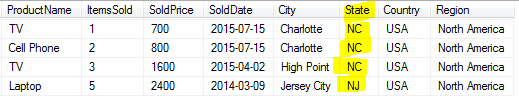 ProductName ItemsSold SoldPrice SoldDate City State Country Region
TV 1 700 2015-07-15 Charlotte NC USA North America
Cell Phone 2 800 2015-07-15 Charlotte NC USA North America
TV 3 1600 2015-04-02 High Point NC USA North America
Laptop 5 2400 2014-03-09 Jersey City NJ USA North America